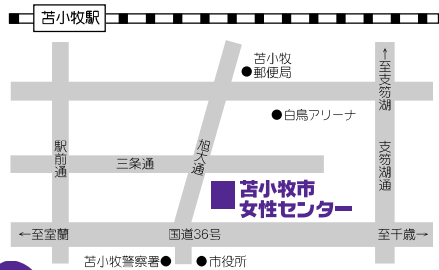 苫小牧駅
苫小牧
郵便局
↑至支笏湖
白鳥アリーナ
駅前通
三条通
旭大通
支笏湖通
苫小牧市
女性センター
←至室蘭
国道36号
至千歳→
苫小牧警察署
市役所